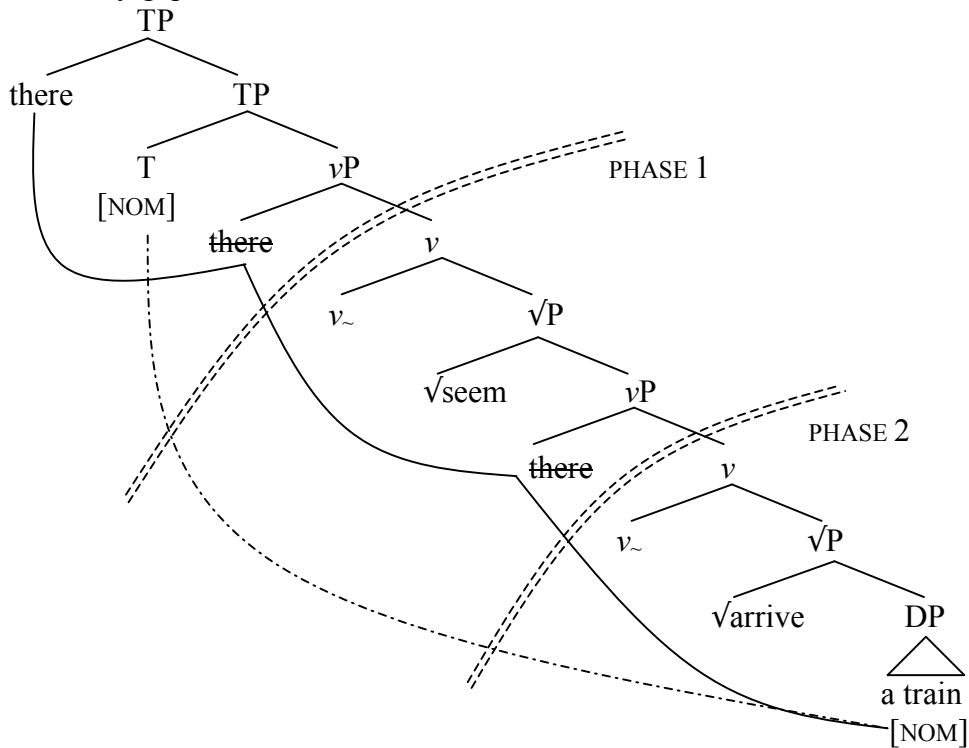 TP
there TP
T vP
PHASE 1
[NOM]
there v
v~ √P
√seem vP
PHASE 2
there v
v~ √P
√arrive DP
a train
[NOM]